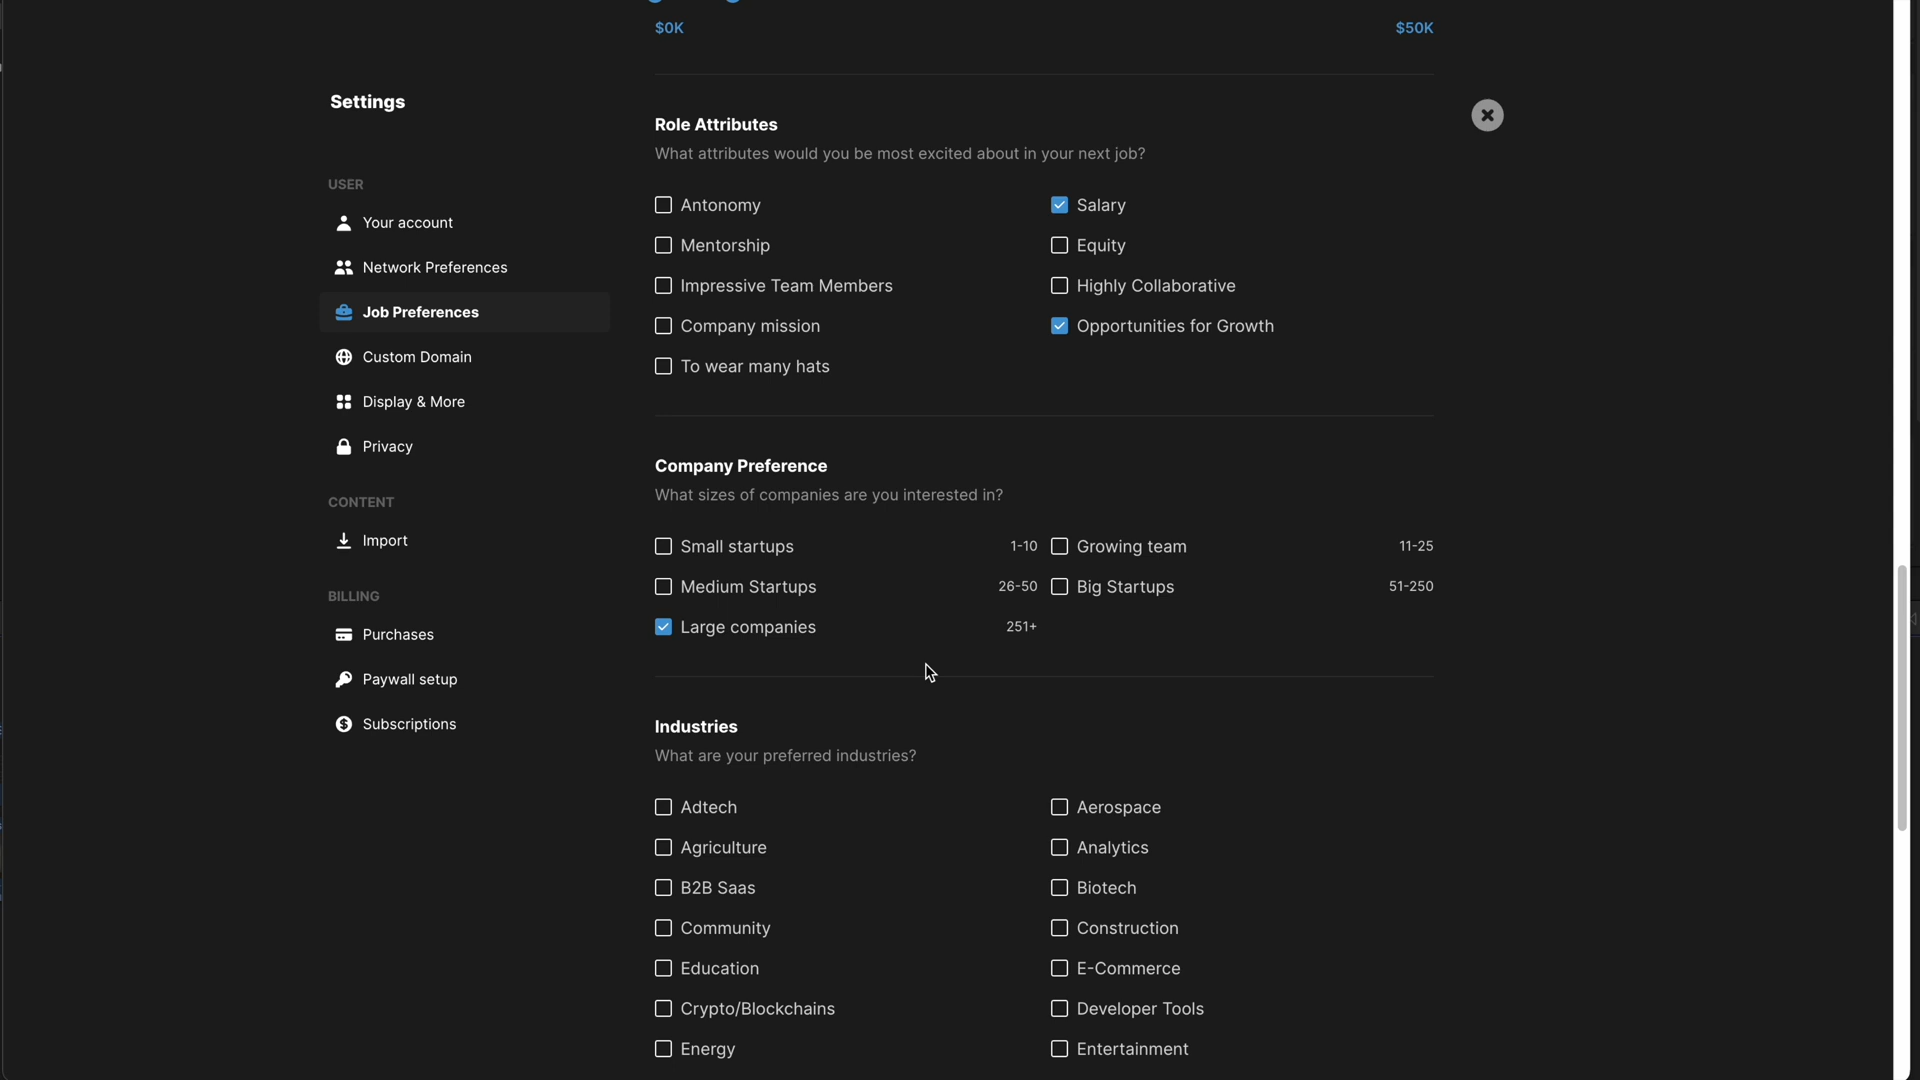 $0K $50K
Settings
Role Attributes
What attributes would you be most excited about in your next job?
USER
Antonomy
Salary
Your account
Mentorship
Equity
Network Preferences
Impressive Team Members
Highly Collaborative
Job Preferences
Company mission
Opportunities for Growth
Custom Domain
To wear many hats
Display & More
Privacy
Company Preference
What sizes of companies are you interested in?
CONTENT
Import
Small startups 1-10
Growing team 11-25
Medium Startups 26-50
Big Startups 51-250
BILLING
Large companies 251+
Purchases
Paywall setup
Subscriptions
Industries
What are your preferred industries?
Adtech
Aerospace
Agriculture
Analytics
B2B Saas
Biotech
Community
Construction
Education
E-Commerce
Crypto/Blockchains
Developer Tools
Energy
Entertainment